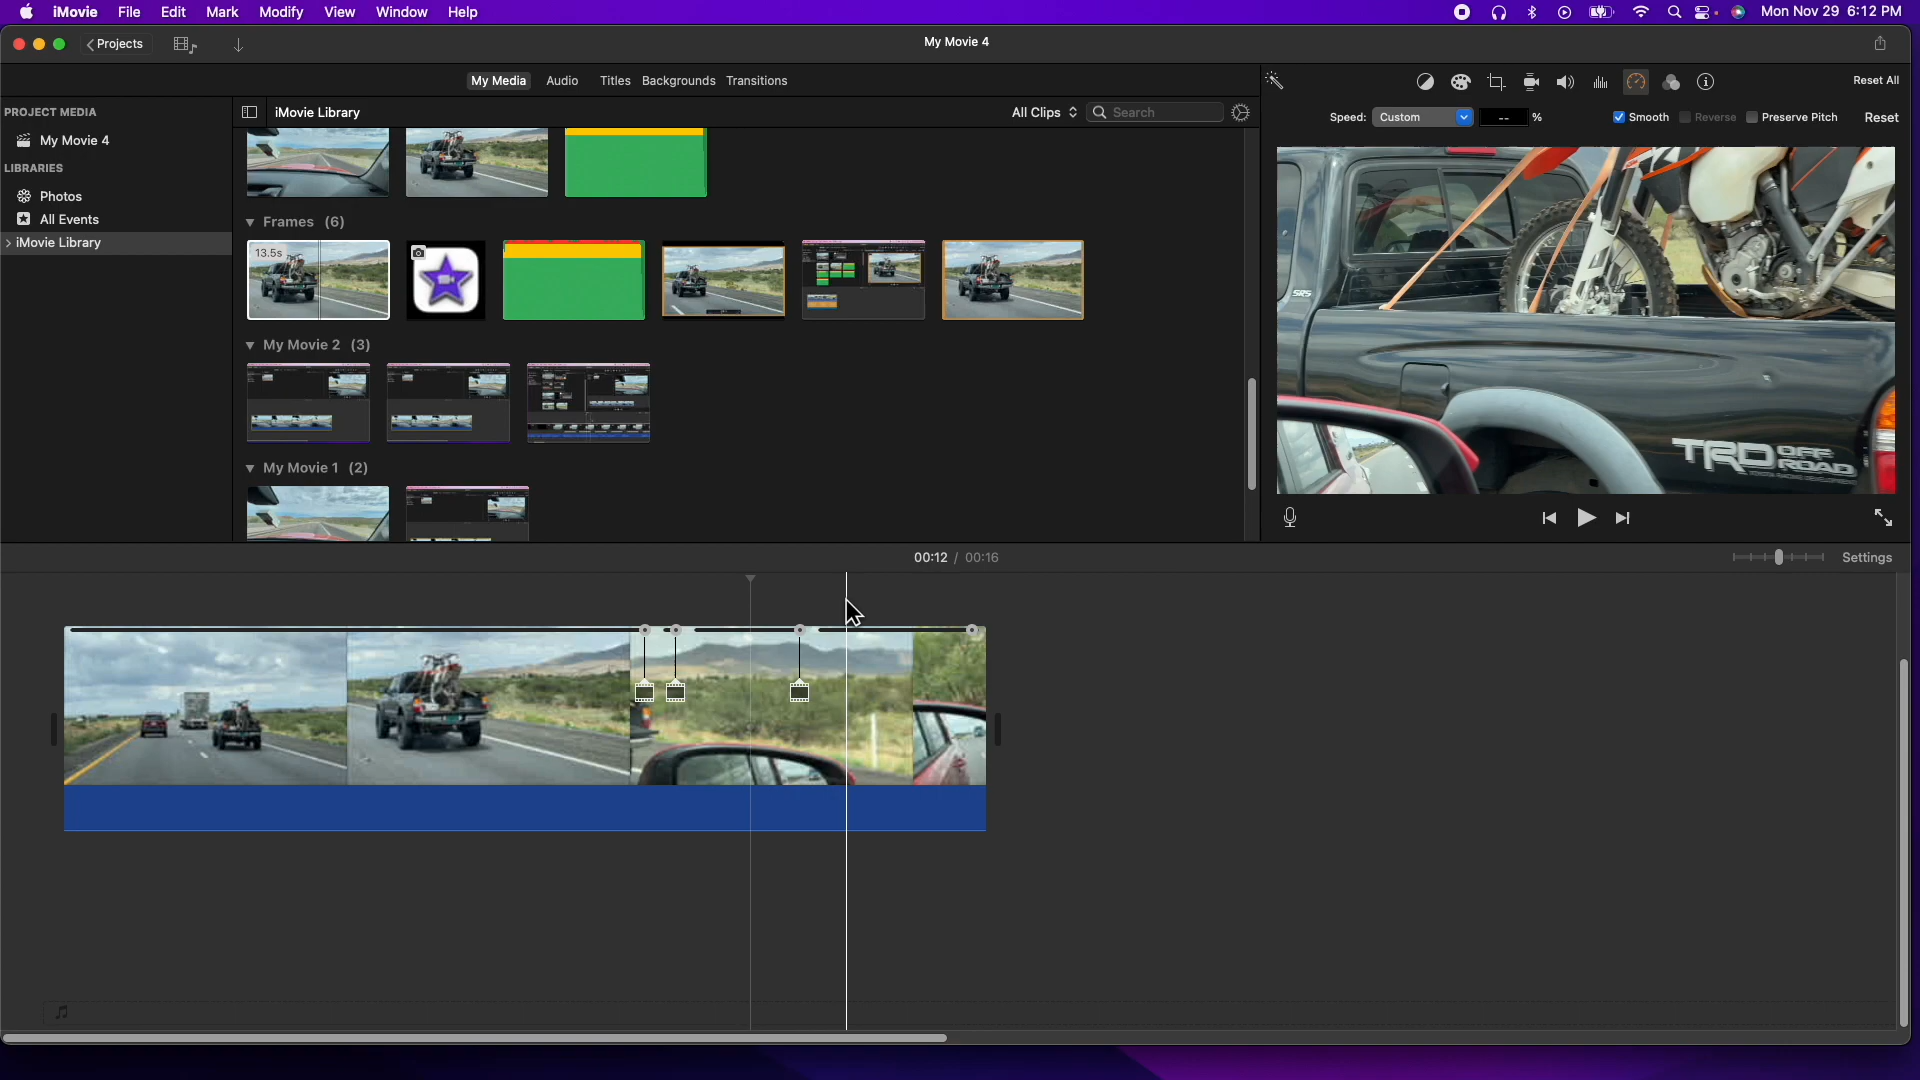 iMovie File Edit Mark Modify View Window Help Mon Nov 29 6:12 PM
Projects My Movie 4
My Media Audio Titles Backgrounds Transitions Reset All
PROJECT MEDIA
My Movie 4
LIBRARIES
Photos
All Events
iMovie Library
iMovie Library All Clips Search
Speed: Custom -- % Smooth Reverse Preserve Pitch Reset
Frames (6)
13.5s
My Movie 2 (3)
My Movie 1 (2)
SR5
TRD OFF
ROAD
00:12 / 00:16 Settings